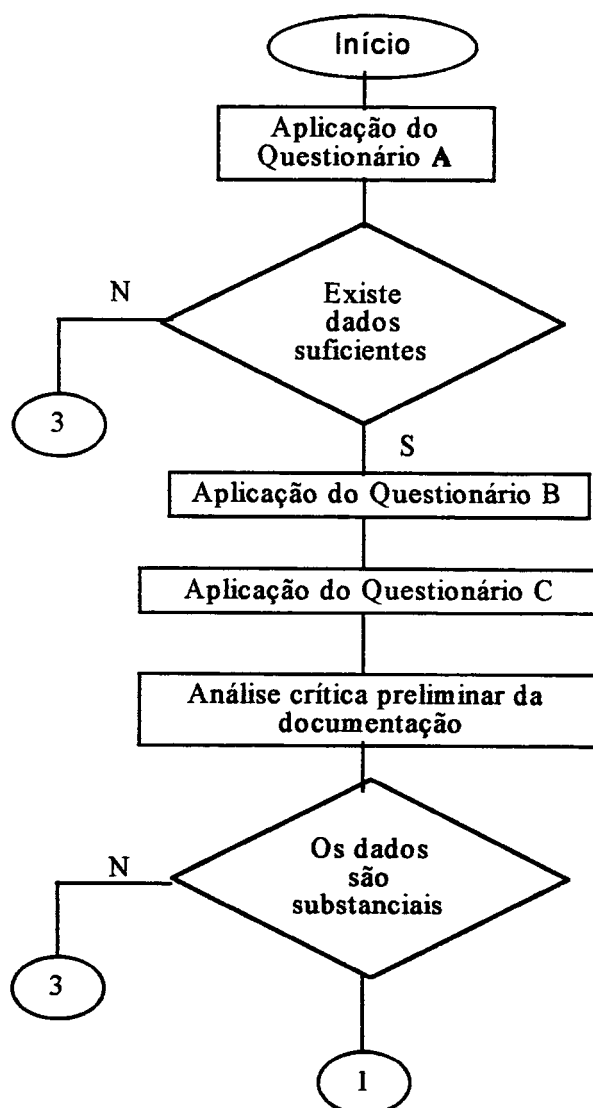 Início
Aplicação do
Questionário A
N
Existe
dados
suficientes
3
S
Aplicação do Questionário B
Aplicação do Questionário C
Análise crítica preliminar da
documentação
N
Os dados
são
substanciais
3
1